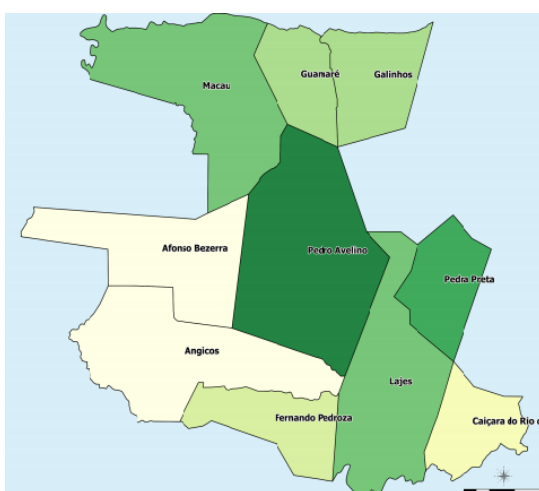 Guamaré
Galinhos
Macau
Afonso Bezerra
Pedro Avelino
Pedra Preta
Angicos
Lajes
Fernando Pedroza
Caiçara do Rio d